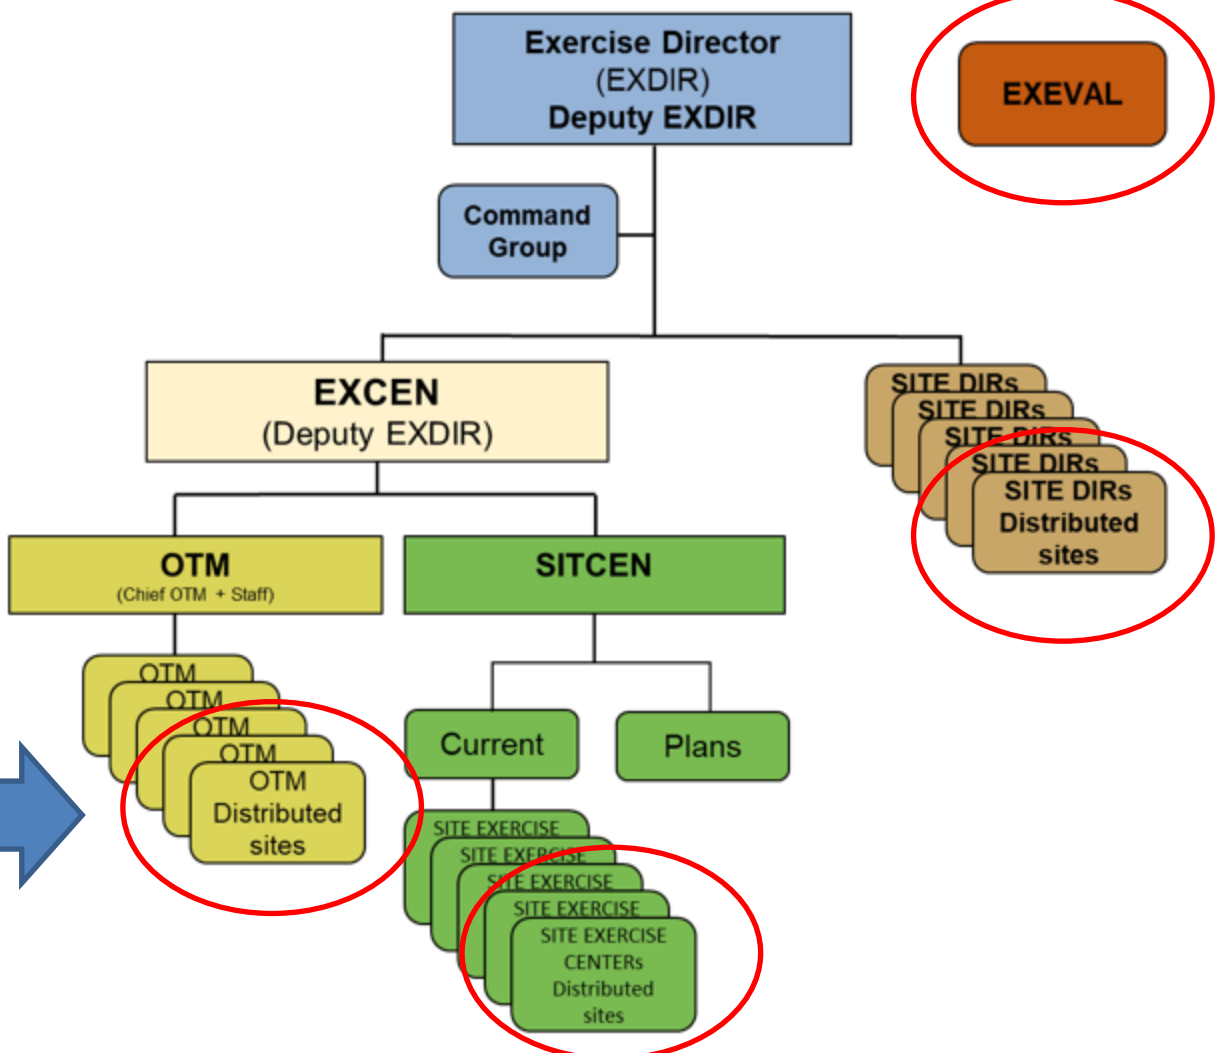 Exercise Director
(EXDIR)
Deputy EXDIR
EXEVAL
Command
Group
EXCEN
(Deputy EXDIR)
SITE DIRs
SITE DIRs
SITE DIRs
SITE DIRs
SITE DIRs
Distributed
sites
OTM
(Chief OTM + Staff)
SITCEN
OTM
OTM
OTM
OTM
OTM
Distributed
sites
Current
Plans
SITE EXERCISE
SITE EXERCISE
SITE EXERCISE
SITE EXERCISE
SITE EXERCISE
CENTERs
Distributed
sites